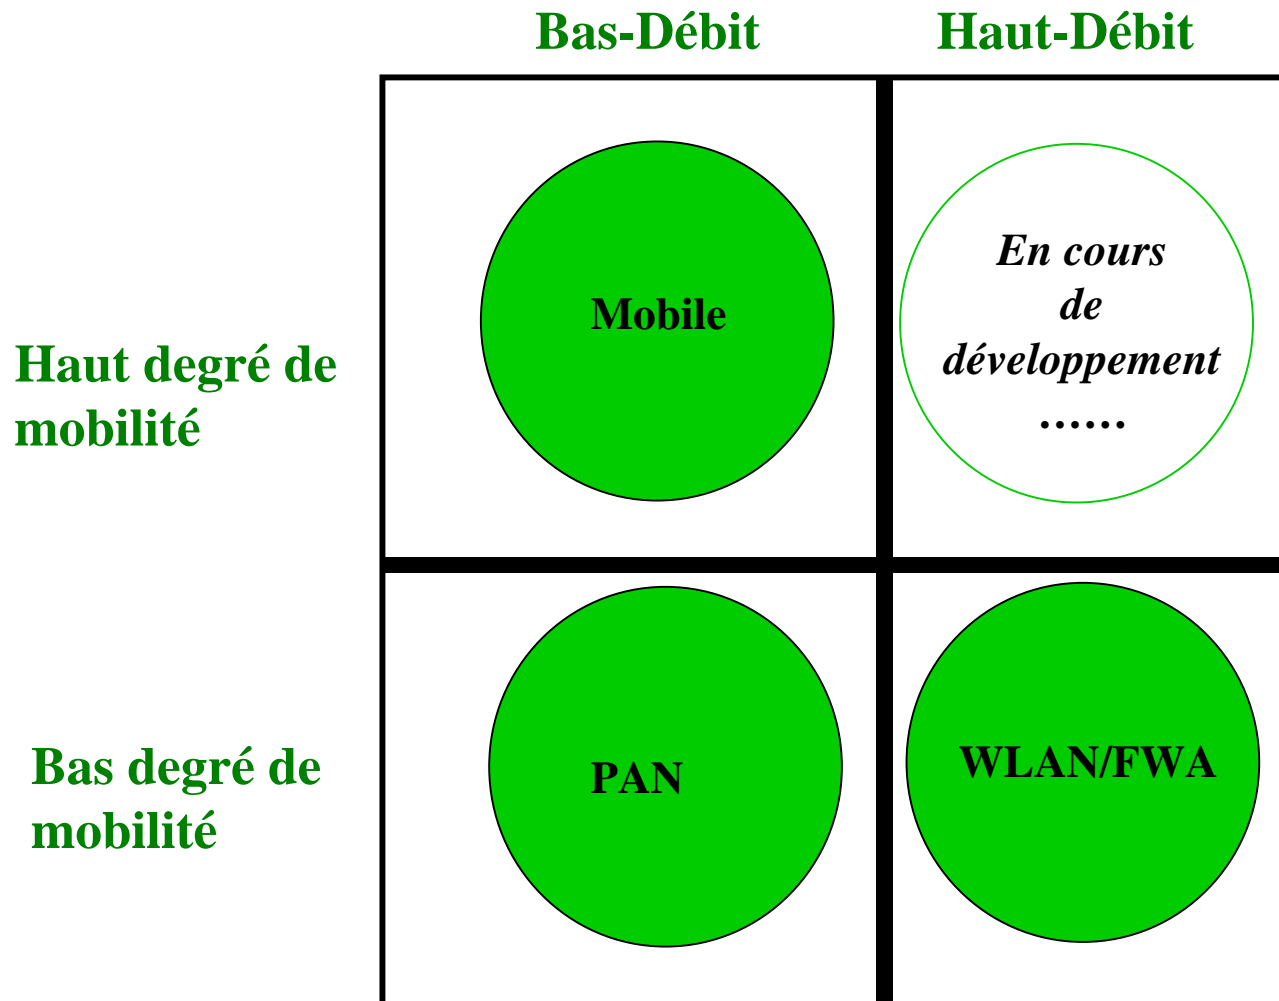 Bas-Débit
Haut-Débit
Haut degré de
mobilité
Mobile
En cours
de
développement
......
Bas degré de
mobilité
PAN
WLAN/FWA